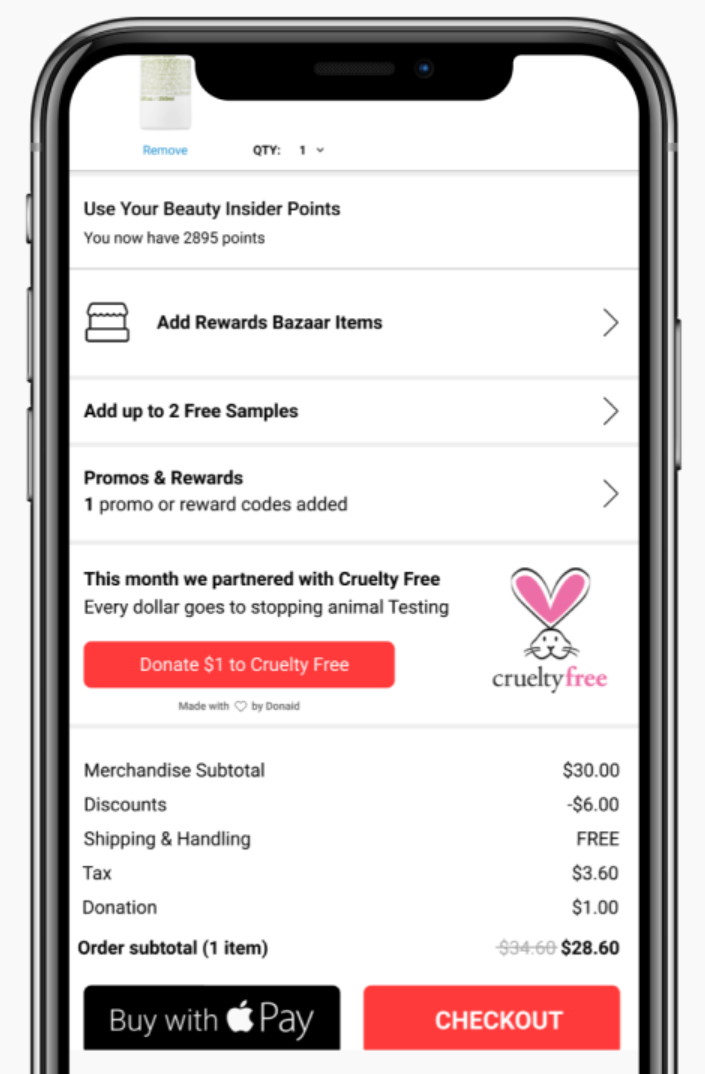 Remove QTY: 1
Use Your Beauty Insider Points
You now have 2895 points
Add Rewards Bazaar Items
Add up to 2 Free Samples
Promos & Rewards
1 promo or reward codes added
This month we partnered with Cruelty Free
Every dollar goes to stopping animal Testing
Donate $1 to Cruelty Free
crueltyfree
Made with ♡ by Donaid
Merchandise Subtotal $30.00
Discounts -$6.00
Shipping & Handling FREE
Tax $3.60
Donation $1.00
Order subtotal (1 item) $34.60 $28.60
Buy with Pay
CHECKOUT